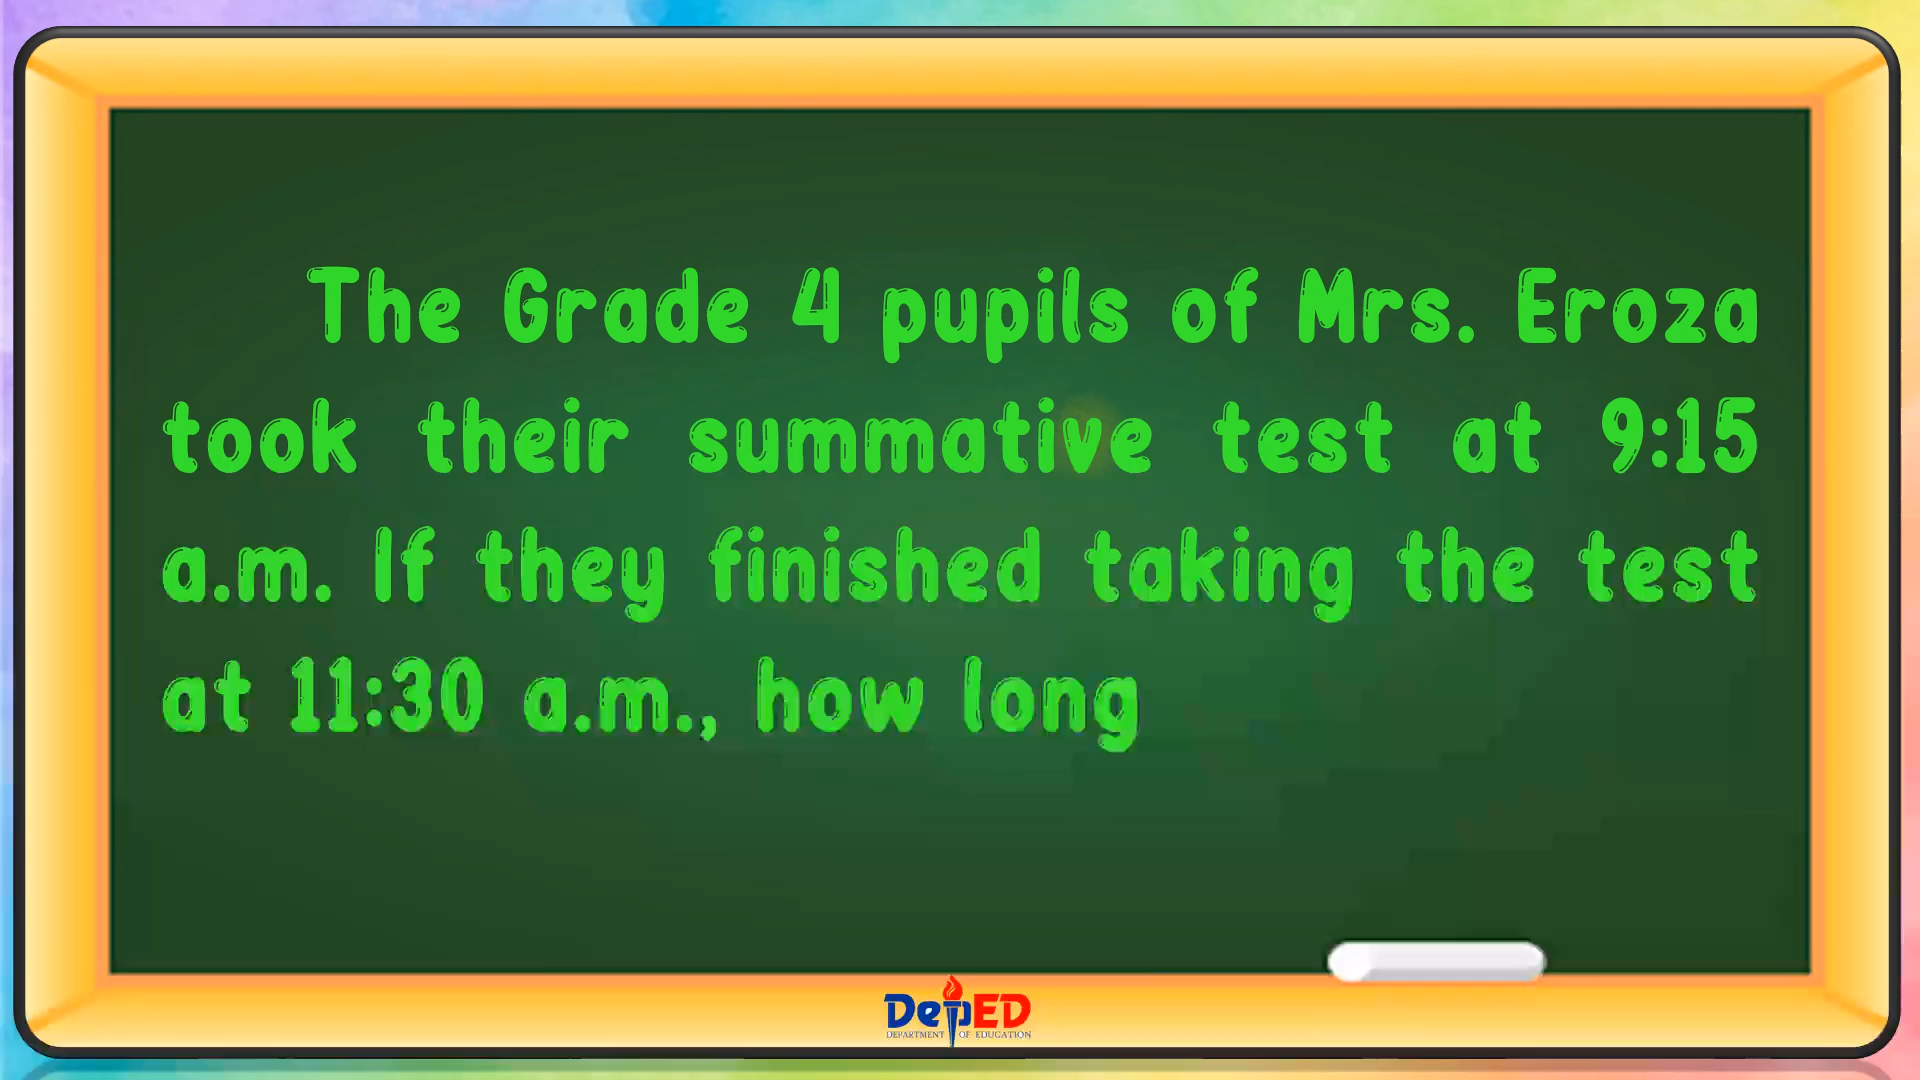 The Grade 4 pupils of Mrs. Eroza
took their summative test at 9:15
a.m. If they finished taking the test
at 11:30 a.m., how long
DepED
DEPARTMENT OF EDUCATION